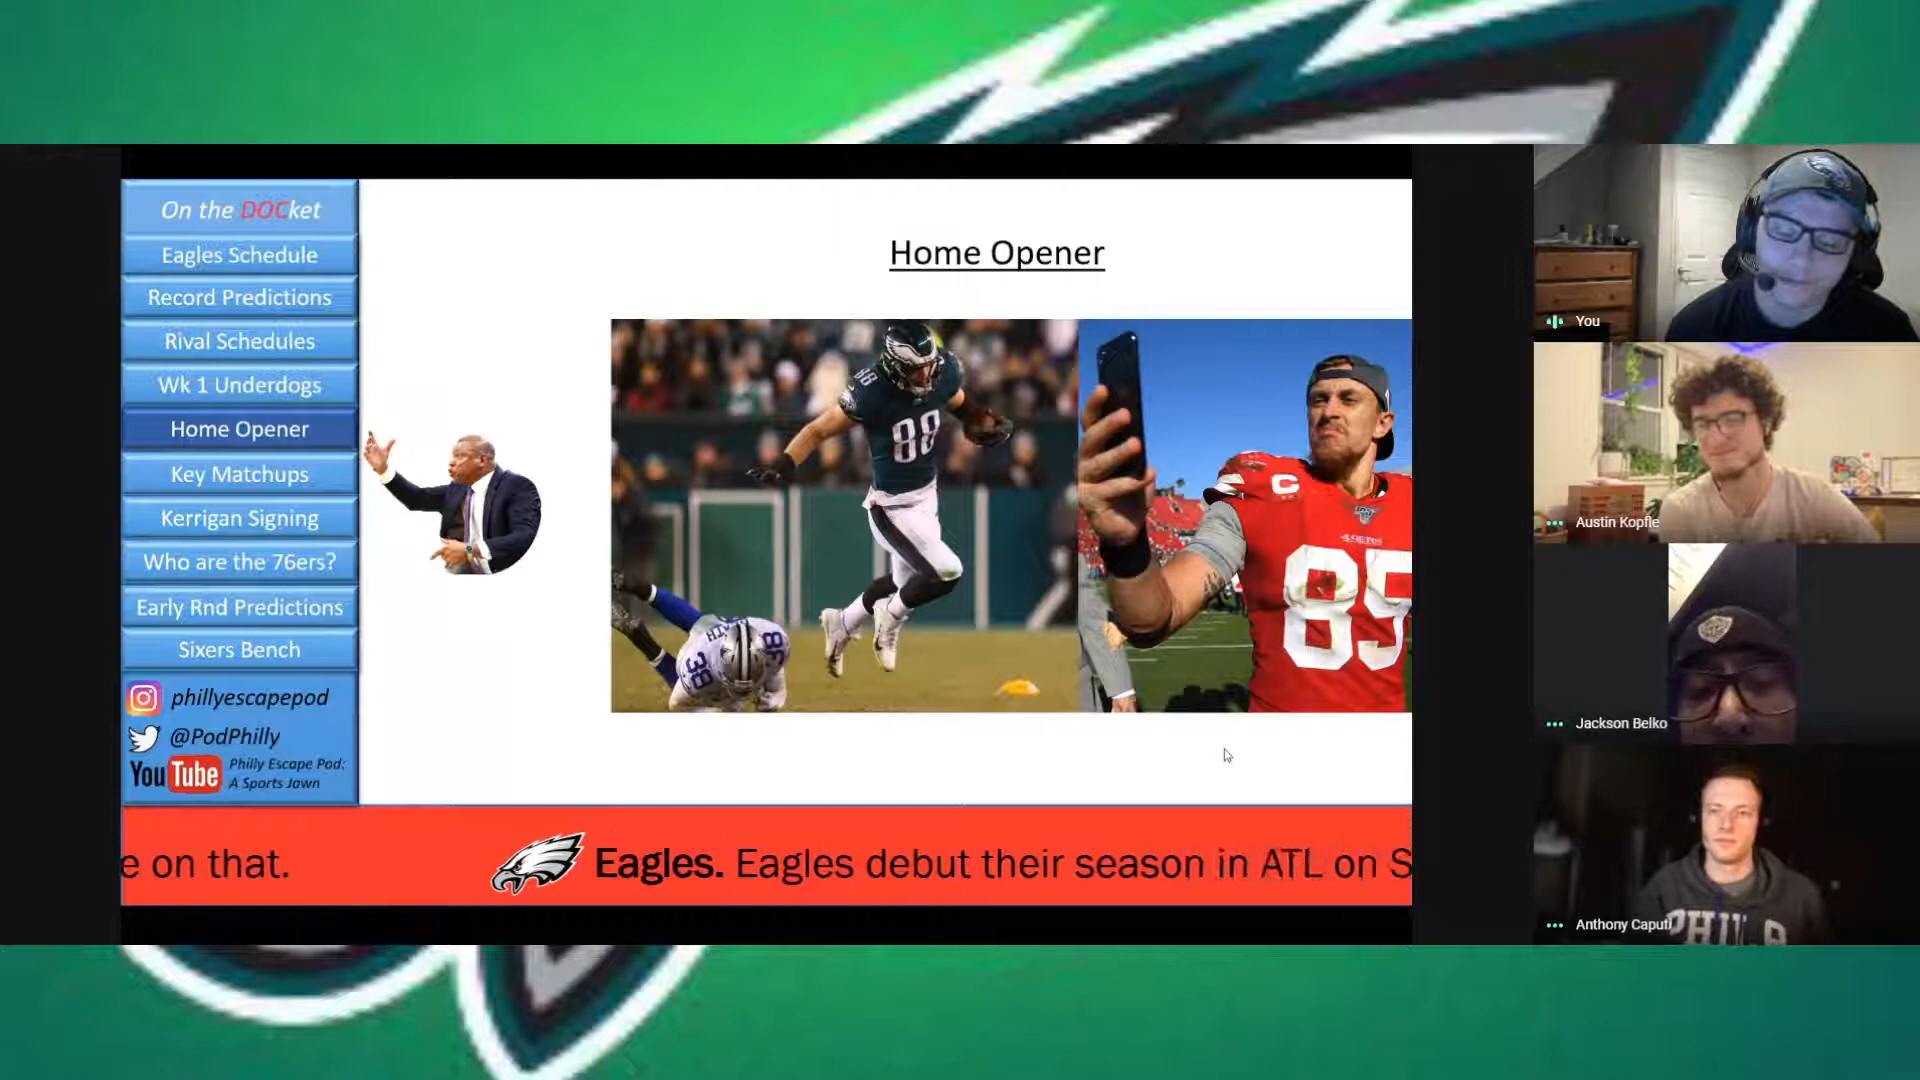 On the DOCket
Eagles Schedule
Record Predictions
Rival Schedules
Wk 1 Underdogs
Home Opener
Key Matchups
Kerrigan Signing
Who are the 76ers?
Early Rnd Predictions
Sixers Bench
phillyescapepod
@PodPhilly
YouTube
Philly Escape Pod:
A Sports Jawn
Home Opener
88
88
38
C
49ERS
85
e on that.
Eagles. Eagles debut their season in ATL on S
You
Austin Kopfle
Jackson Belko
Anthony Caputi